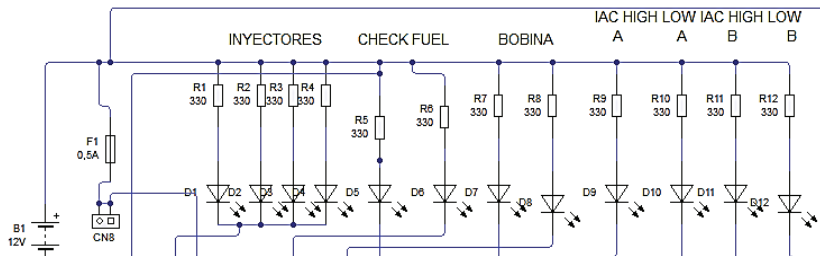 IAC HIGH LOW IAC HIGH LOW
INYECTORES CHECK FUEL BOBINA A A B B
R1 330
R2 330
R3 330
R4 330
R5 330
R6 330
R7 330
R8 330
R9 330
R10 330
R11 330
R12 330
F1
0,5A
D1 D2 D3 D4 D5 D6 D7 D8 D9 D10 D11 D12
B1
12V
+
CN8